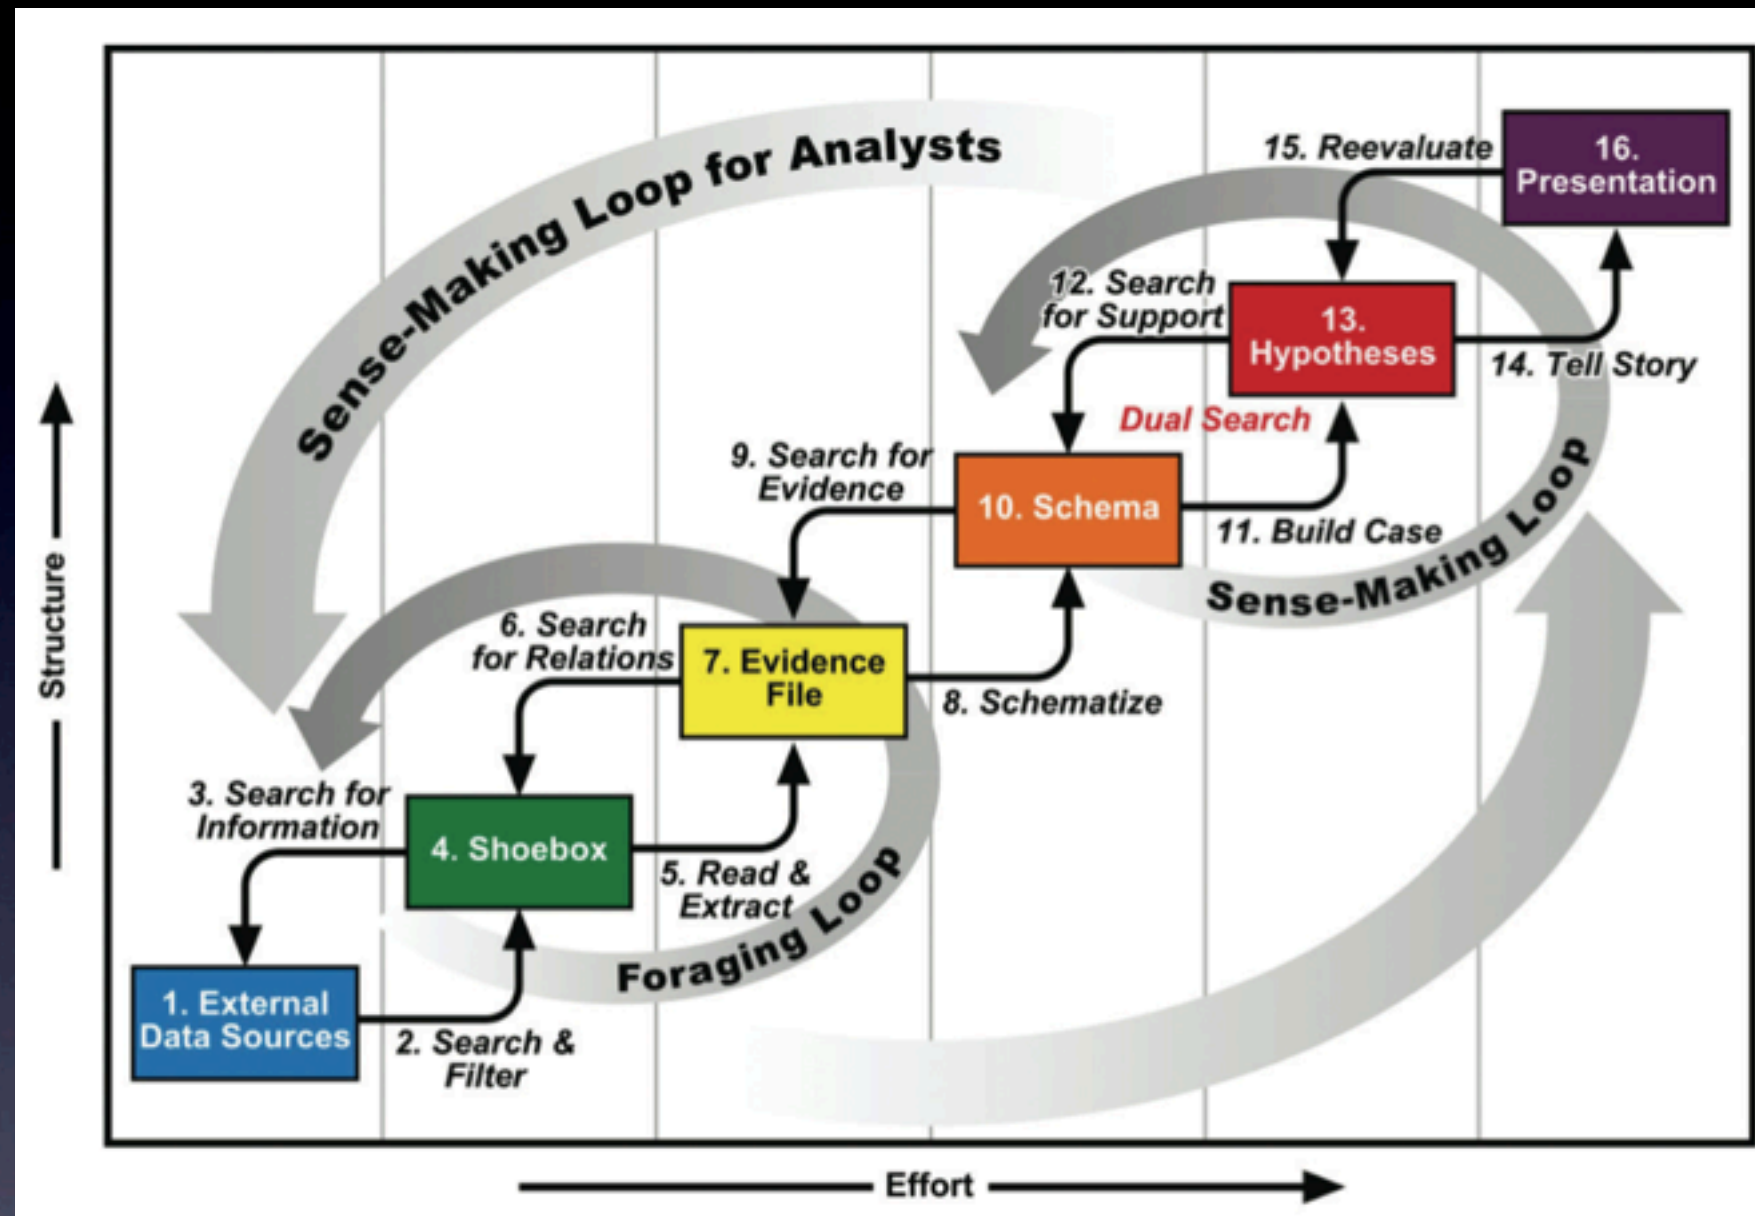 Sense-Making Loop for Analysts
15. Reevaluate
16.
Presentation
12. Search
for Support
13.
Hypotheses
14. Tell Story
Dual Search
9. Search for
Evidence
10. Schema
11. Build Case
Sense-Making Loop
6. Search
for Relations
7. Evidence
File
8. Schematize
3. Search for
Information
4. Shoebox
5. Read &
Extract
Foraging Loop
1. External
Data Sources
2. Search &
Filter
Structure
Effort